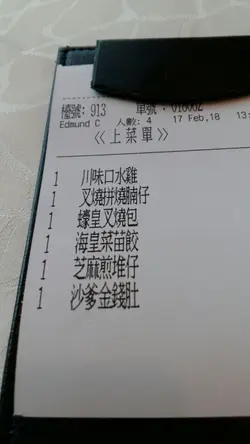 檯號: 913 單號: 010002
Edmund C 人數: 4 17 Feb,18 13:
《上菜單》
1 川味口水雞
1 叉燒拼燒腩仔
1 蠔皇叉燒包
1 海皇菜苗餃
1 芝麻煎堆仔
1 沙爹金錢肚